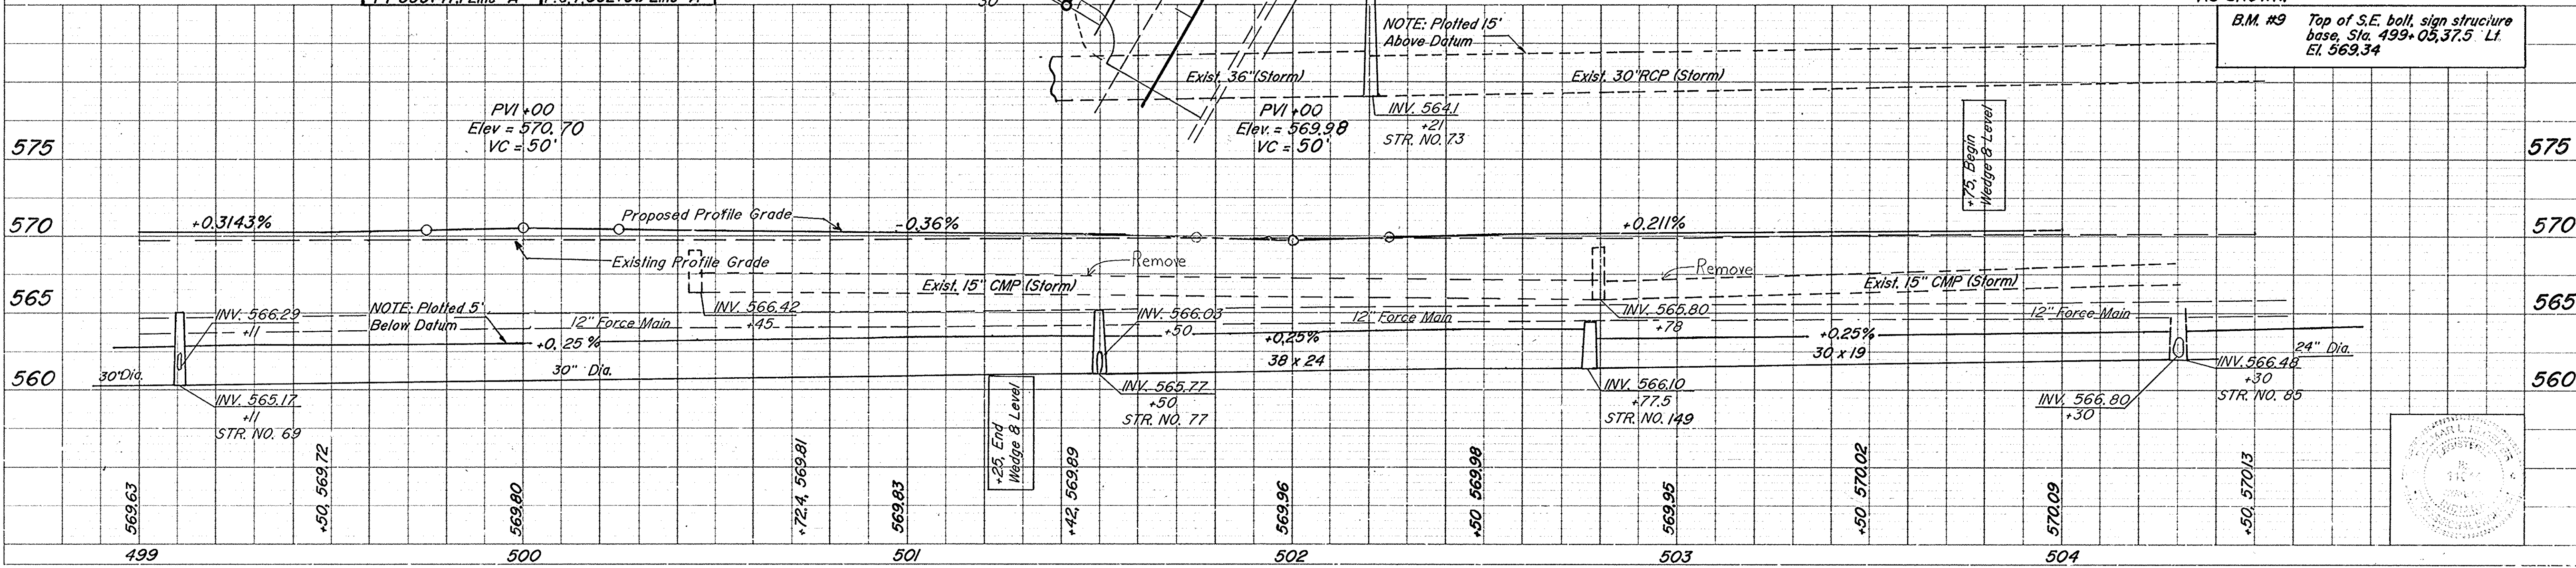 30
AS SHOWN.
NOTE: Plotted 15'
Above Datum
B.M. #9 Top of S.E. bolt, sign structure
base, Sta. 499+05,37.5 Lt.
El. 569.34
Exist. 36" (Storm)
Exist. 30" RCP (Storm)
PVI +00
Elev = 570.70
VC = 50'
PVI +00
Elev. = 569.98
VC = 50'
INV. 564.1
+21
STR. NO. 73
+75, Begin
Wedge & Level
575
575
570
570
+0.3143%
Proposed Profile Grade
-0.36%
+0.211%
Existing Profile Grade
Remove
Remove
Exist. 15" CMP (Storm)
Exist. 15" CMP (Storm)
565
565
INV. 566.29
+11
NOTE: Plotted 5'
Below Datum
12" Force Main
INV. 566.42
+45
INV. 566.03
+50
12" Force Main
INV. 565.80
+78
12" Force Main
+0.25%
+0.25%
38 x 24
+0.25%
30 x 19
24" Dia.
560
560
30" Dia.
30" Dia.
INV. 565.17
+11
STR. NO. 69
INV. 565.77
+50
STR. NO. 77
INV. 566.10
+77.5
STR. NO. 149
INV. 566.80
+30
INV. 566.48
+30
STR. NO. 85
+25, End
Wedge & Level
569.63
+50, 569.72
569.80
+72.4, 569.81
569.83
+42, 569.89
569.96
+50 569.98
569.95
+50 570.02
570.09
+50, 570.13
499
500
501
502
503
504